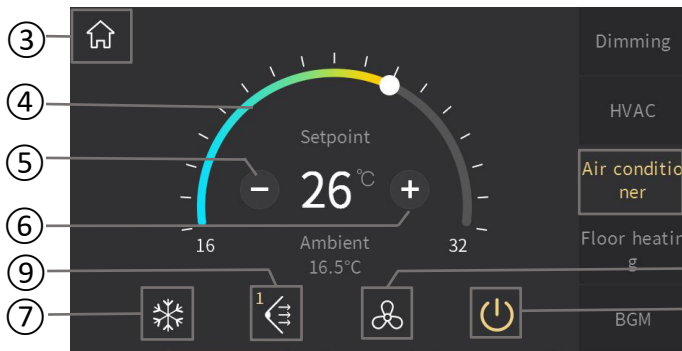 ③
Dimming
④
HVAC
Setpoint
⑤
Air conditio
ner
− 26℃ +
⑥
16
Ambient
32
Floor heatin
g
16.5°C
⑨
1
⑦
BGM